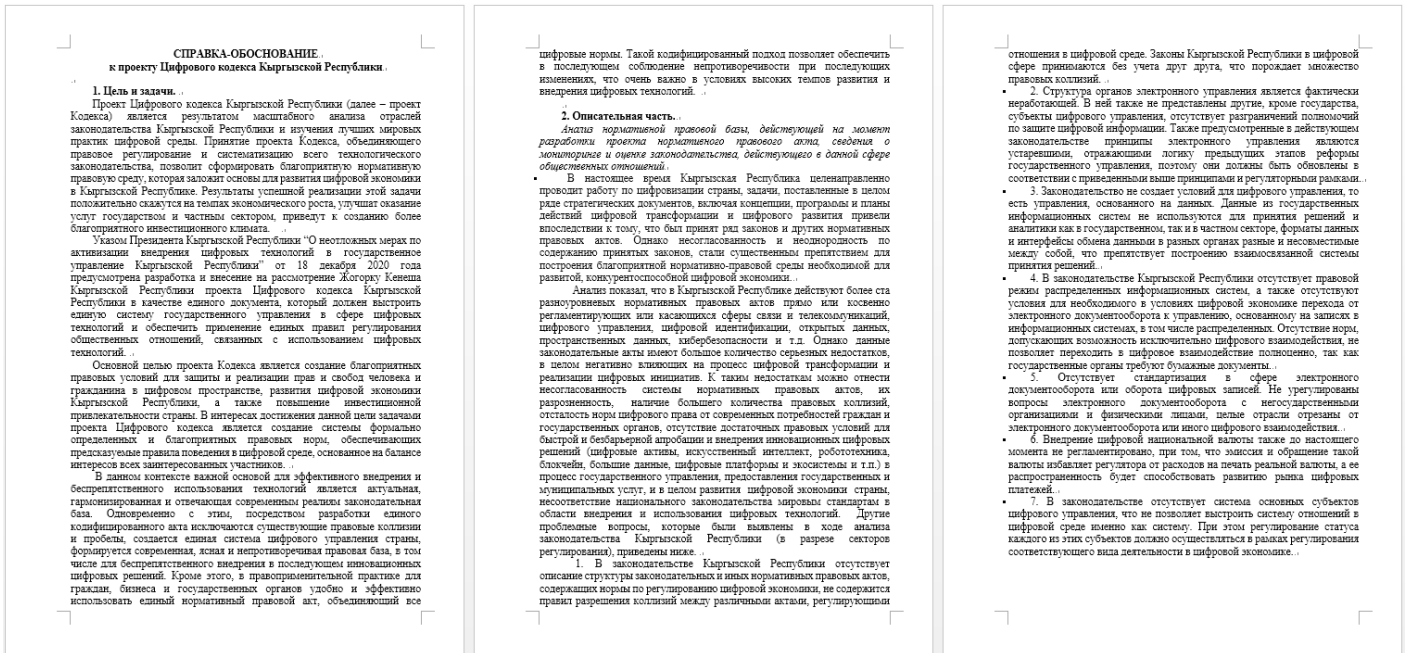 СПРАВКА-ОБОСНОВАНИЕ
к проекту Цифрового кодекса Кыргызской Республики
1. Цель и задачи.
Проект Цифрового кодекса Кыргызской Республики (далее – проект
Кодекса) является результатом масштабного анализа отраслей
законодательства Кыргызской Республики и изучения лучших мировых
практик цифровой среды. Принятие проекта Кодекса, объединяющего
правовое регулирование и систематизацию всего технологического
законодательства, позволит сформировать благоприятную нормативную
правовую среду, которая заложит основы для развития цифровой экономики
в Кыргызской Республике. Результаты успешной реализации этой задачи
положительно скажутся на темпах экономического роста, улучшат оказание
услуг государством и частным сектором, приведут к созданию более
благоприятного инвестиционного климата.
Указом Президента Кыргызской Республики “О неотложных мерах по
активизации внедрения цифровых технологий в государственное
управление Кыргызской Республики” от 18 декабря 2020 года
предусмотрена разработка и внесение на рассмотрение Жогорку Кенеша
Кыргызской Республики проекта Цифрового кодекса Кыргызской
Республики в качестве единого документа, который должен выстроить
единую систему государственного управления в сфере цифровых
технологий и обеспечить применение единых правил регулирования
общественных отношений, связанных с использованием цифровых
технологий.
Основной целью проекта Кодекса является создание благоприятных
правовых условий для защиты и реализации прав и свобод человека и
гражданина в цифровом пространстве, развития цифровой экономики
Кыргызской Республики, а также повышение инвестиционной
привлекательности страны. В интересах достижения данной цели задачами
проекта Цифрового кодекса является создание системы формально
определенных и благоприятных правовых норм, обеспечивающих
предсказуемые правила поведения в цифровой среде, основанное на балансе
интересов всех заинтересованных участников.
В данном контексте важной основой для эффективного внедрения и
беспрепятственного использования технологий является актуальная,
гармонизированная и отвечающая современным реалиям законодательная
база. Одновременно с этим, посредством разработки единого
кодифицированного акта исключаются существующие правовые коллизии
и пробелы, создается единая система цифрового управления страны,
формируется современная, ясная и непротиворечивая правовая база, в том
числе для беспрепятственного внедрения в последующем инновационных
цифровых решений. Кроме этого, в правоприменительной практике для
граждан, бизнеса и государственных органов удобно и эффективно
использовать единый нормативный правовой акт, объединяющий все
цифровые нормы. Такой кодифицированный подход позволяет обеспечить
в последующем соблюдение непротиворечивости при последующих
изменениях, что очень важно в условиях высоких темпов развития и
внедрения цифровых технологий.
2. Описательная часть.
Анализ нормативной правовой базы, действующей на момент
разработки проекта нормативного правового акта, сведения о
мониторинге и оценке законодательства, действующего в данной сфере
общественных отношений
В настоящее время Кыргызская Республика целенаправленно
проводит работу по цифровизации страны, задачи, поставленные в целом
ряде стратегических документов, включая концепции, программы и планы
действий цифровой трансформации и цифрового развития привели
впоследствии к тому, что был принят ряд законов и других нормативных
правовых актов. Однако несогласованность и неоднородность по
содержанию принятых законов, стали существенным препятствием для
построения благоприятной нормативно-правовой среды необходимой для
развитой, конкурентоспособной цифровой экономики.
Анализ показал, что в Кыргызской Республике действуют более ста
разноуровневых нормативных правовых актов прямо или косвенно
регламентирующих или касающихся сферы связи и телекоммуникаций,
цифрового управления, цифровой идентификации, открытых данных,
пространственных данных, кибербезопасности и т.д. Однако данные
законодательные акты имеют большое количество серьезных недостатков,
в целом негативно влияющих на процесс цифровой трансформации и
реализации цифровых инициатив. К таким недостаткам можно отнести
несогласованность системы нормативных правовых актов, их
разрозненность, наличие большего количества правовых коллизий,
отсталость норм цифрового права от современных потребностей граждан и
государственных органов, отсутствие достаточных правовых условий для
быстрой и безбарьерной апробации и внедрения инновационных цифровых
решений (цифровые активы, искусственный интеллект, робототехника,
блокчейн, большие данные, цифровые платформы и экосистемы и т.п.) в
процесс государственного управления, предоставления государственных и
муниципальных услуг, и в целом развития цифровой экономики страны,
несоответствие национального законодательства мировым стандартам в
области внедрения и использования цифровых технологий. Другие
проблемные вопросы, которые были выявлены в ходе анализа
законодательства Кыргызской Республики (в разрезе секторов
регулирования), приведены ниже.
1. В законодательстве Кыргызской Республики отсутствует
описание структуры законодательных и иных нормативных правовых актов,
содержащих нормы по регулированию цифровой экономики, не содержится
правил разрешения коллизий между различными актами, регулирующими
отношения в цифровой среде. Законы Кыргызской Республики в цифровой
сфере принимаются без учета друг друга, что порождает множество
правовых коллизий.
2. Структура органов электронного управления является фактически
неработающей. В ней также не представлены другие, кроме государства,
субъекты цифрового управления, отсутствует разграничений полномочий
по защите цифровой информации. Также предусмотренные в действующем
законодательстве принципы электронного управления являются
устаревшими, отражающими логику предыдущих этапов реформы
государственного управления, поэтому они должны быть обновлены в
соответствии с приведенными выше принципами и регуляторными рамками.
3. Законодательство не создает условий для цифрового управления, то
есть управления, основанного на данных. Данные из государственных
информационных систем не используются для принятия решений и
аналитики как в государственном, так и в частном секторе, форматы данных
и интерфейсы обмена данными в разных органах разные и несовместимые
между собой, что препятствует построению взаимосвязанной системы
принятия решений.
4. В законодательстве Кыргызской Республики отсутствует правовой
режим распределенных информационных систем, а также отсутствуют
условия для необходимого в условиях цифровой экономике перехода от
электронного документооборота к управлению, основанному на записях в
информационных системах, в том числе распределенных. Отсутствие норм,
допускающих возможность исключительно цифрового взаимодействия, не
позволяет переходить в цифровое взаимодействие полноценно, так как
государственные органы требуют бумажные документы.
5. Отсутствует стандартизация в сфере электронного
документооборота или оборота цифровых записей. Не урегулированы
вопросы электронного документооборота с негосударственными
организациями и физическими лицами, целые отрасли отрезаны от
электронного документооборота или иного цифрового взаимодействия.
6. Внедрение цифровой национальной валюты также до настоящего
момента не регламентировано, при том, что эмиссия и обращение такой
валюты избавляет регулятора от расходов на печать реальной валюты, а ее
распространность будет способствовать развитию рынка цифровых
платежей.
7. В законодательстве отсутствует система основных субъектов
цифрового управления, что не позволяет выстроить систему отношений в
цифровой среде именно как систему. При этом регулирование статуса
каждого из этих субъектов должно осуществляться в рамках регулирования
соответствующего вида деятельности в цифровой экономике.